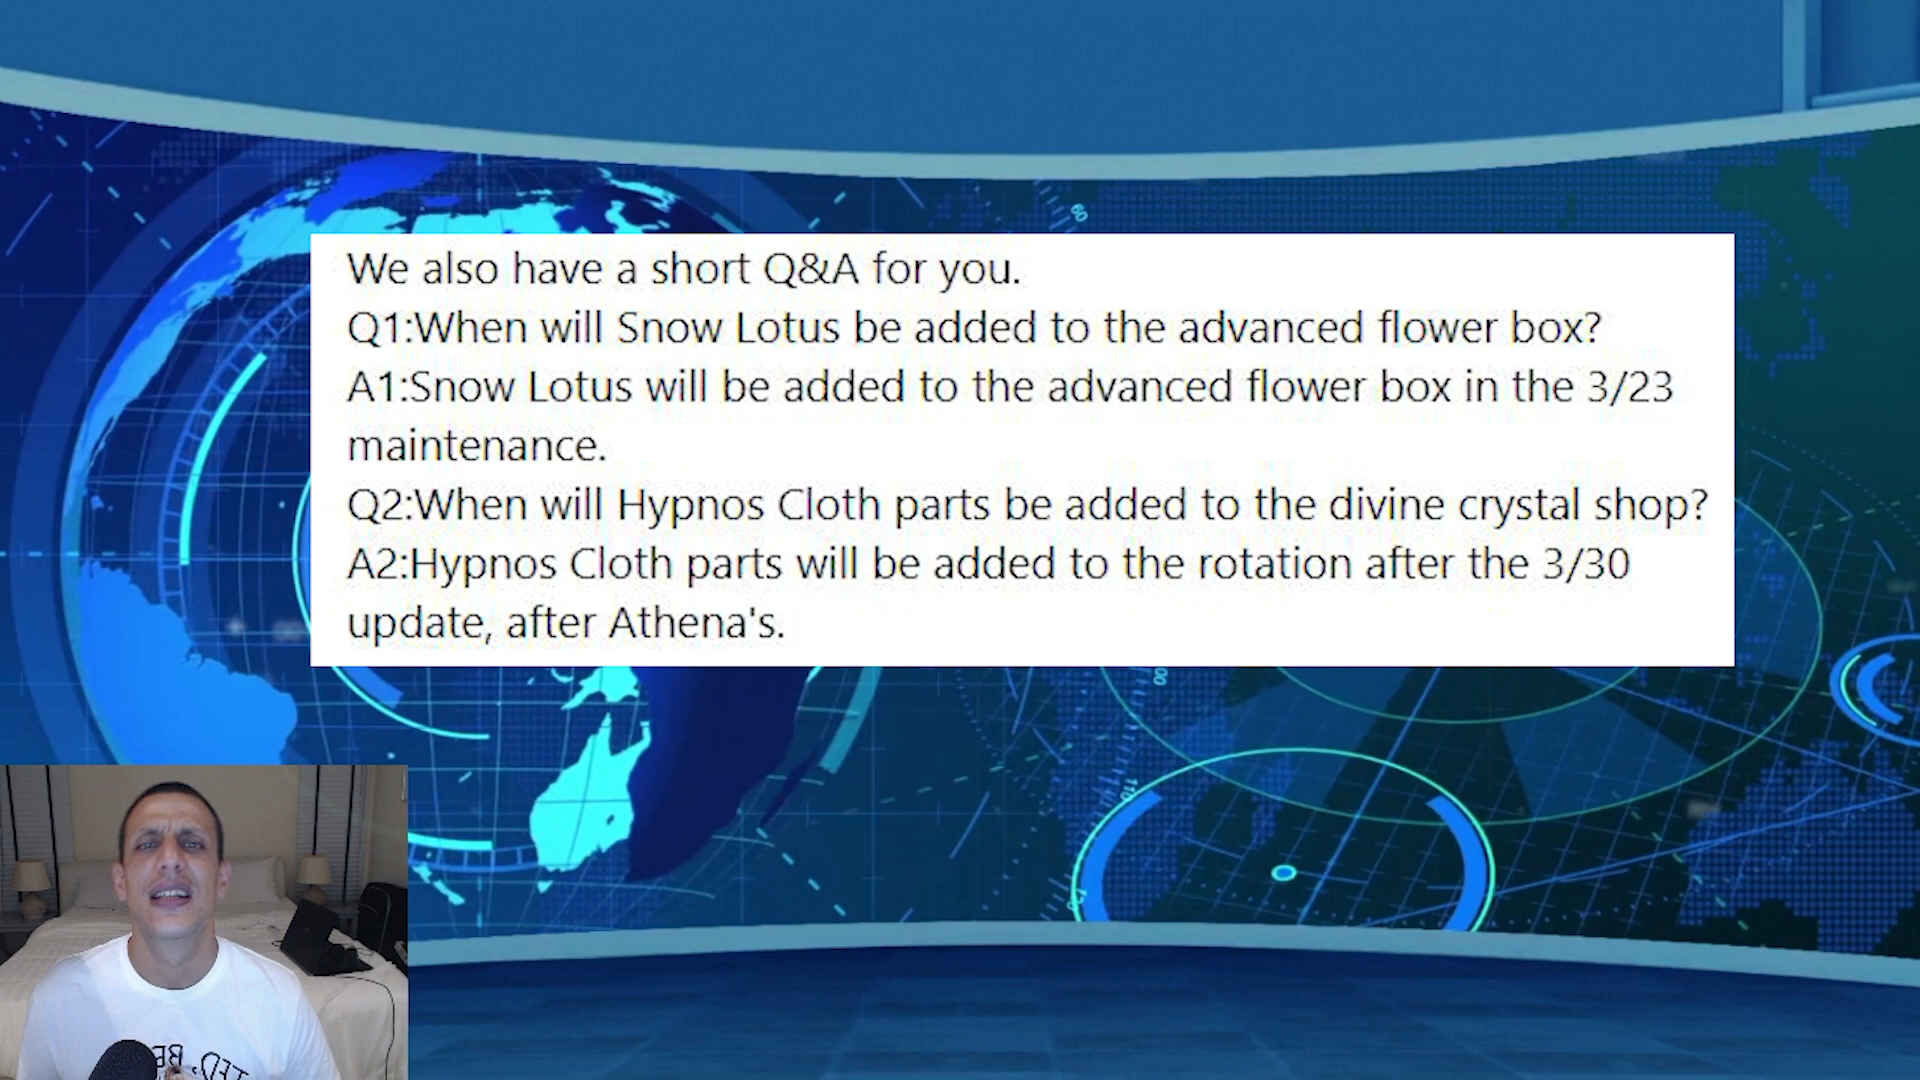 We also have a short Q&A for you.
Q1:When will Snow Lotus be added to the advanced flower box?
A1:Snow Lotus will be added to the advanced flower box in the 3/23
maintenance.
Q2:When will Hypnos Cloth parts be added to the divine crystal shop?
A2:Hypnos Cloth parts will be added to the rotation after the 3/30
update, after Athena's.
60